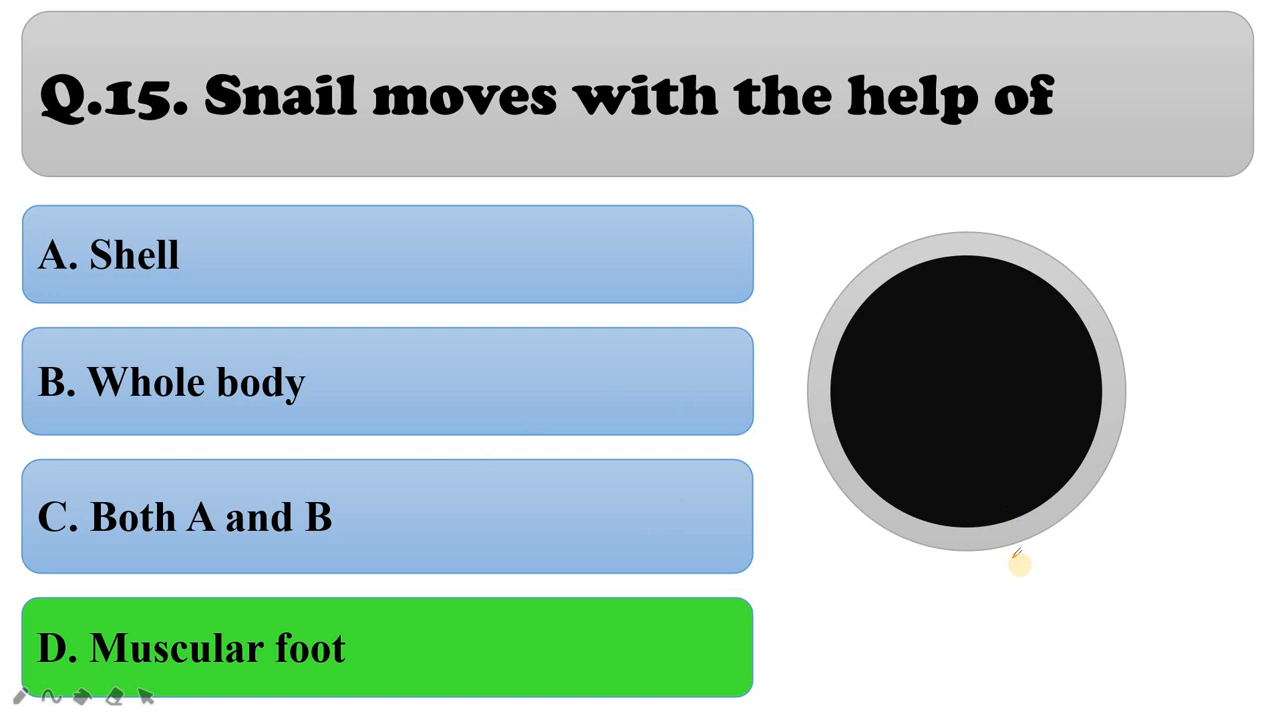 Q.15. Snail moves with the help of
A. Shell
B. Whole body
C. Both A and B
D. Muscular foot